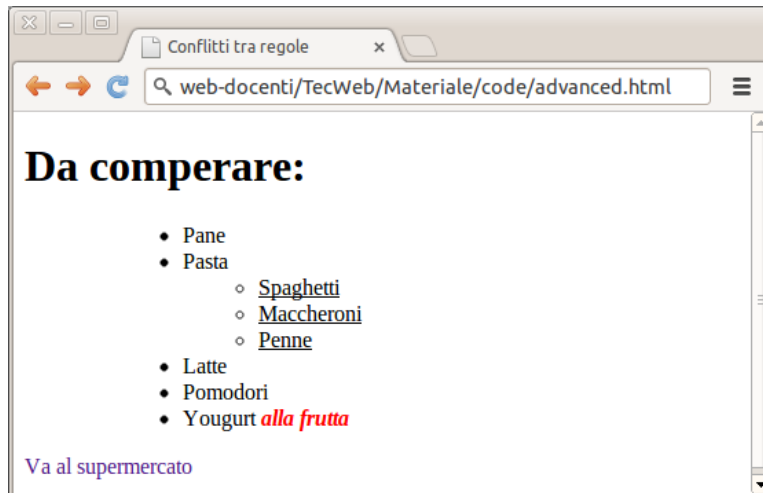 Conflitti tra regole
web-docenti/TecWeb/Materiale/code/advanced.html
Da comperare:
Pane
Pasta
Spaghetti
Maccheroni
Penne
Latte
Pomodori
Yougurt alla frutta
Va al supermercato